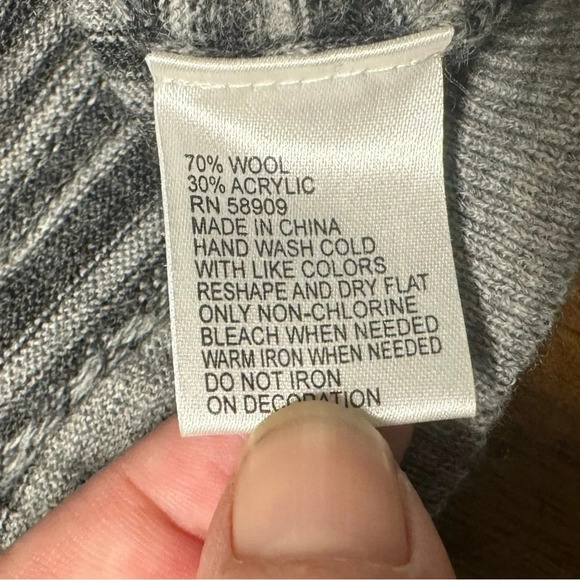 70% WOOL
30% ACRYLIC
RN 58909
MADE IN CHINA
HAND WASH COLD
WITH LIKE COLORS
RESHAPE AND DRY FLAT
ONLY NON-CHLORINE
BLEACH WHEN NEEDED
WARM IRON WHEN NEEDED
DO NOT IRON
ON DECORATION